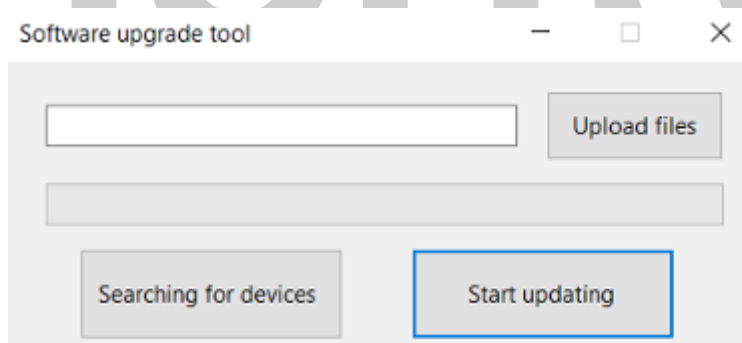 Software upgrade tool
Upload files
Searching for devices
Start updating